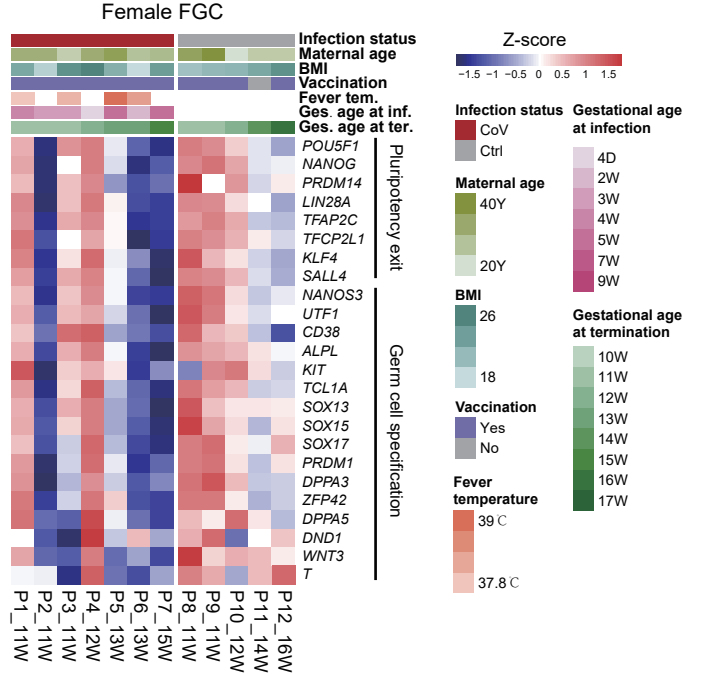 Female FGC
Infection status
Maternal age
BMI
Vaccination
Fever tem.
Ges. age at inf.
Ges. age at ter.
POU5F1
NANOG
PRDM14
LIN28A
TFAP2C
TFCP2L1
KLF4
SALL4
NANOS3
UTF1
CD38
ALPL
KIT
TCL1A
SOX13
SOX15
SOX17
PRDM1
DPPA3
ZFP42
DPPA5
DND1
WNT3
T
Pluripotency exit
Germ cell specification
P1_11W
P2_11W
P3_11W
P4_12W
P5_13W
P6_13W
P7_15W
P8_11W
P9_11W
P10_12W
P11_14W
P12_16W
Z-score
−1.5 −1 −0.5 0 0.5 1 1.5
Infection status
CoV
Ctrl
Maternal age
40Y
20Y
BMI
26
18
Vaccination
Yes
No
Fever
temperature
39℃
37.8℃
Gestational age
at infection
4D
2W
3W
4W
5W
7W
9W
Gestational age
at termination
10W
11W
12W
13W
14W
15W
16W
17W